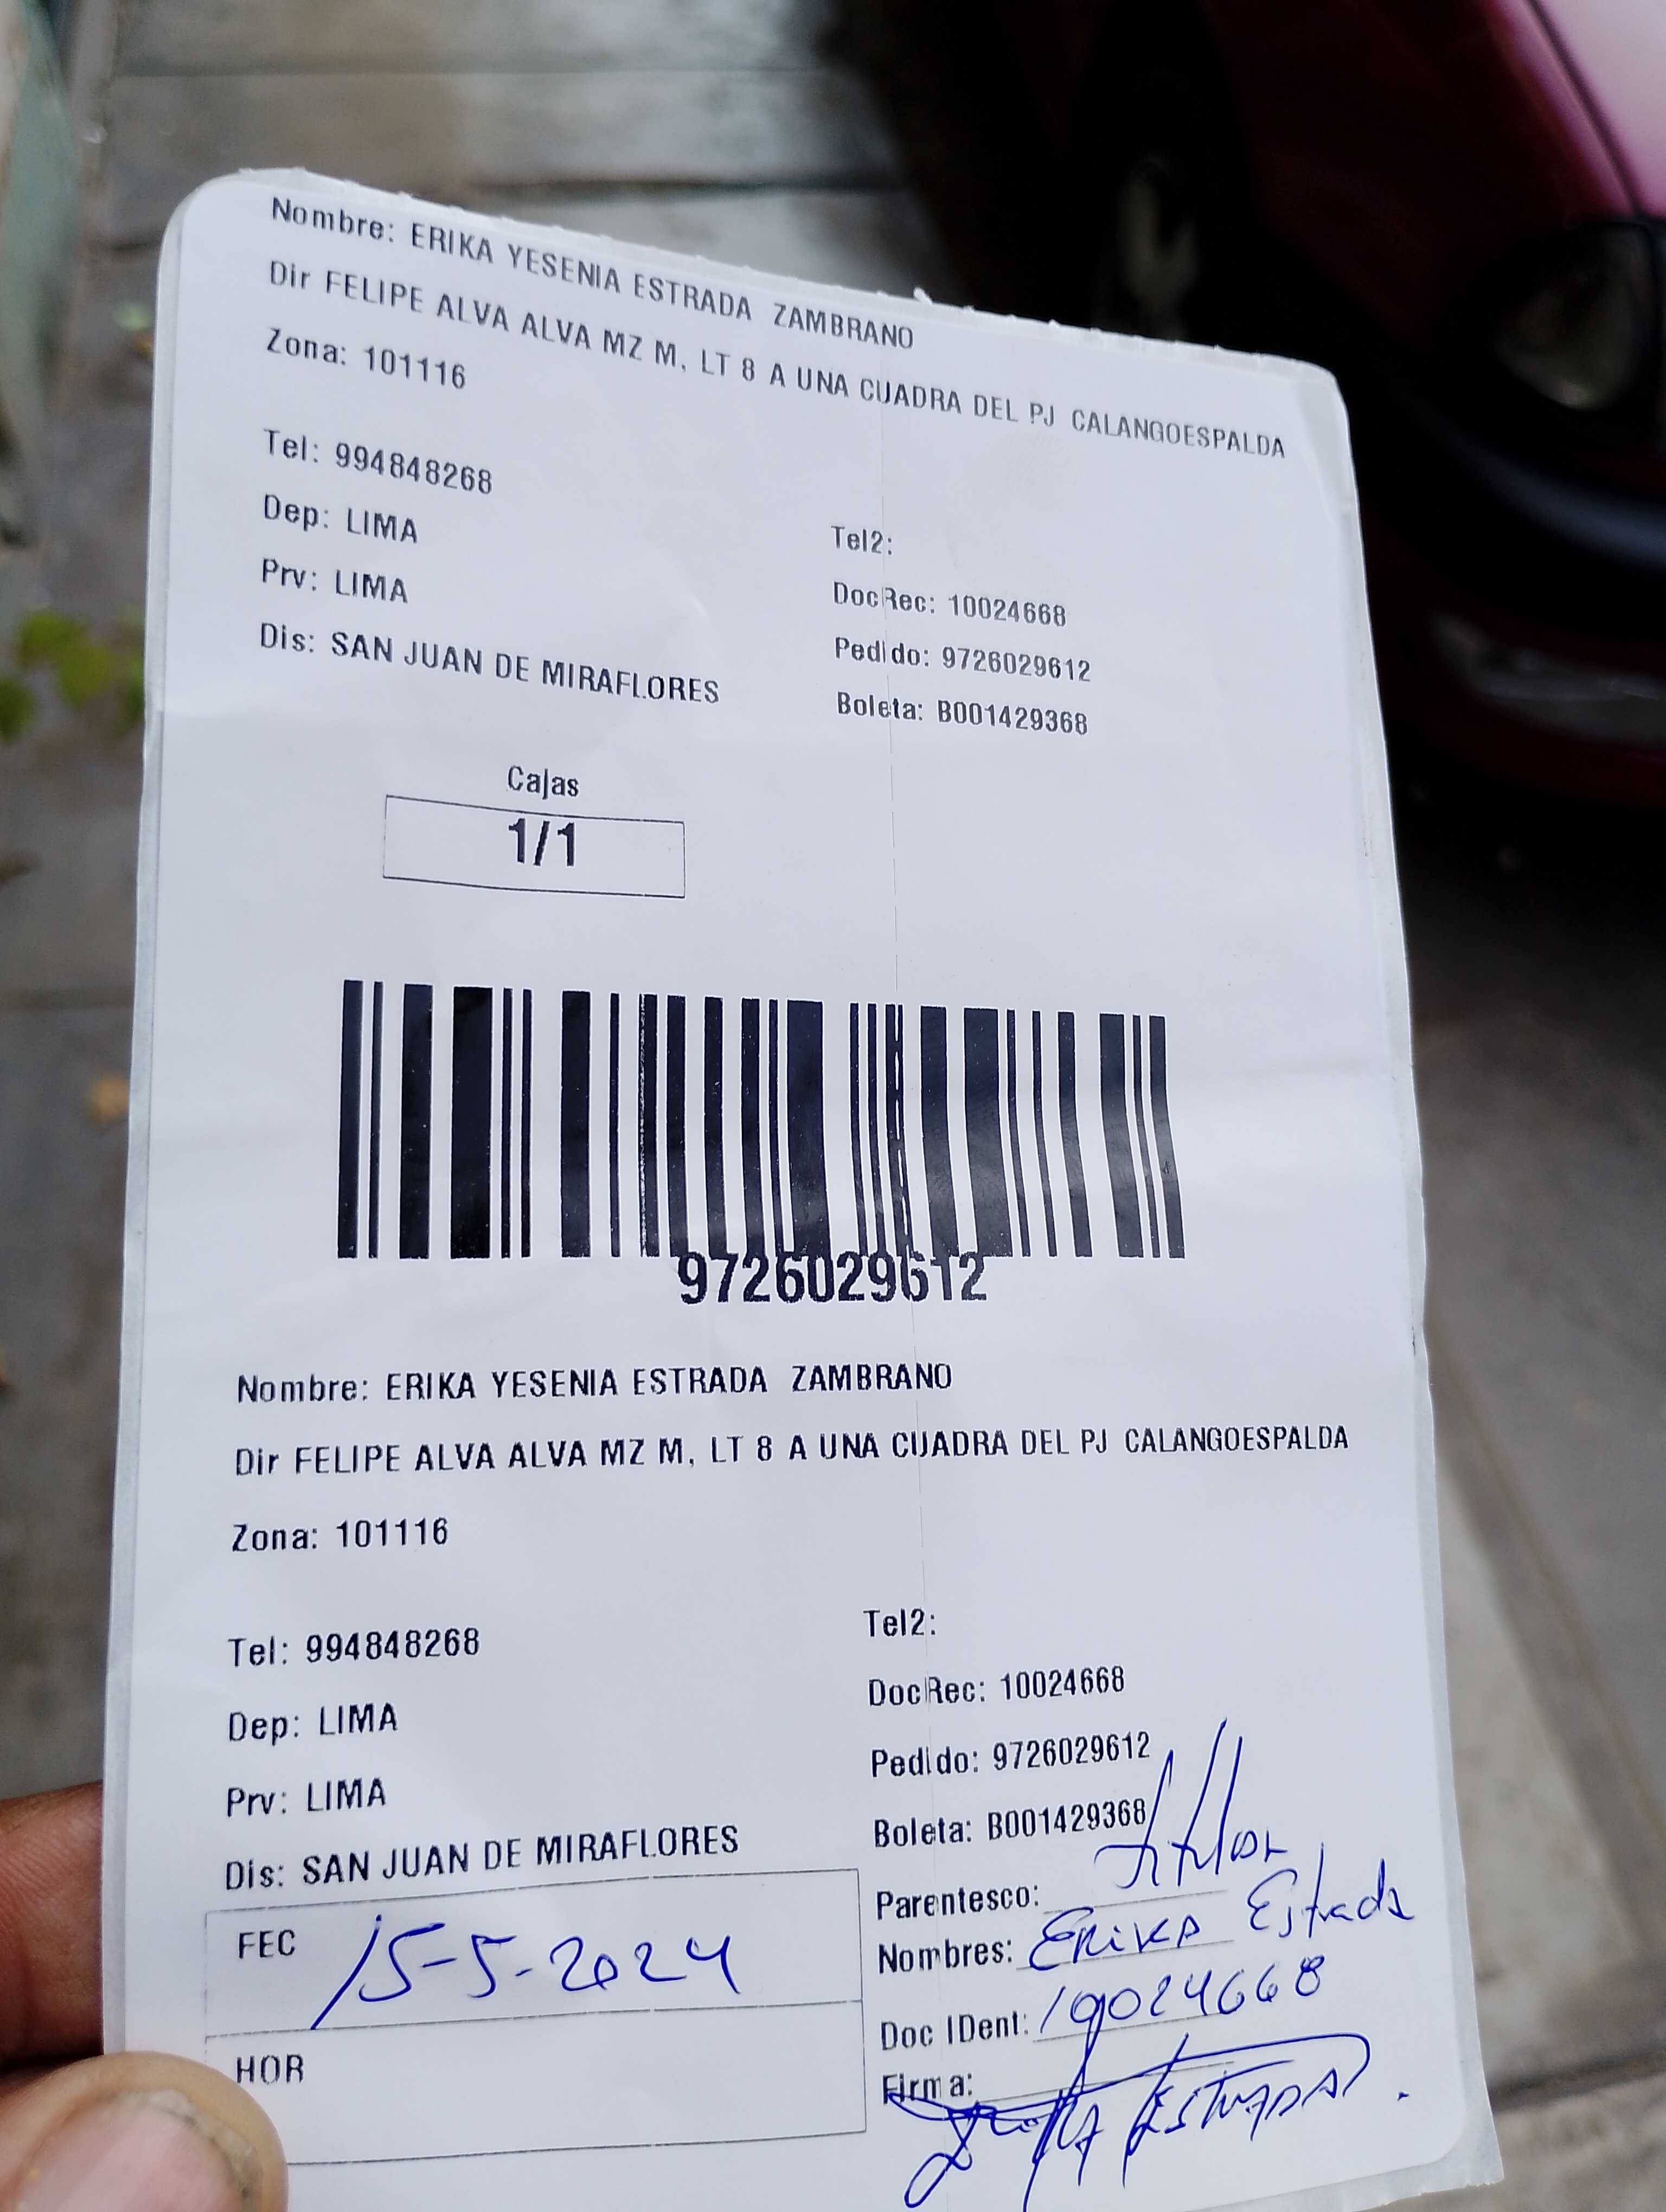 Nombre: ERIKA YESENIA ESTRADA ZAMBRANO
Dir FELIPE ALVA ALVA MZ M, LT 8 A UNA CUADRA DEL PJ CALANGOESPALDA
Zona: 101116
Tel: 994848268
Tel2:
Dep: LIMA
DocRec: 10024668
Prv: LIMA
Pedido: 9726029612
Dis: SAN JUAN DE MIRAFLORES
Boleta: B001429368
Cajas
1/1
9726029612
Nombre: ERIKA YESENIA ESTRADA ZAMBRANO
Dir FELIPE ALVA ALVA MZ M, LT 8 A UNA CUADRA DEL PJ CALANGOESPALDA
Zona: 101116
Tel: 994848268
Tel2:
Dep: LIMA
DocRec: 10024668
Prv: LIMA
Pedido: 9726029612
Dis: SAN JUAN DE MIRAFLORES
Boleta: B001429368
FEC 15-5-2024
HOR
Parentesco:
Nombres: Erika Estrada
Doc IDent: 10024668
Firma: ESTRADA